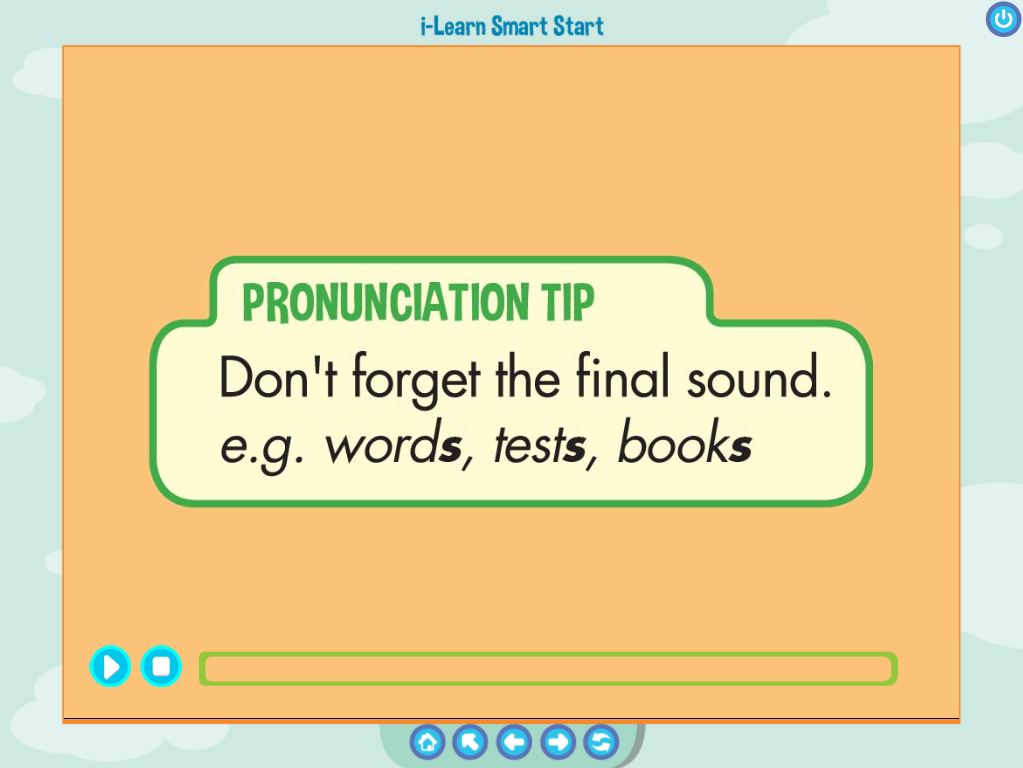 i-Learn Smart Start
PRONUNCIATION TIP
Don't forget the final sound.
e.g. words, tests, books